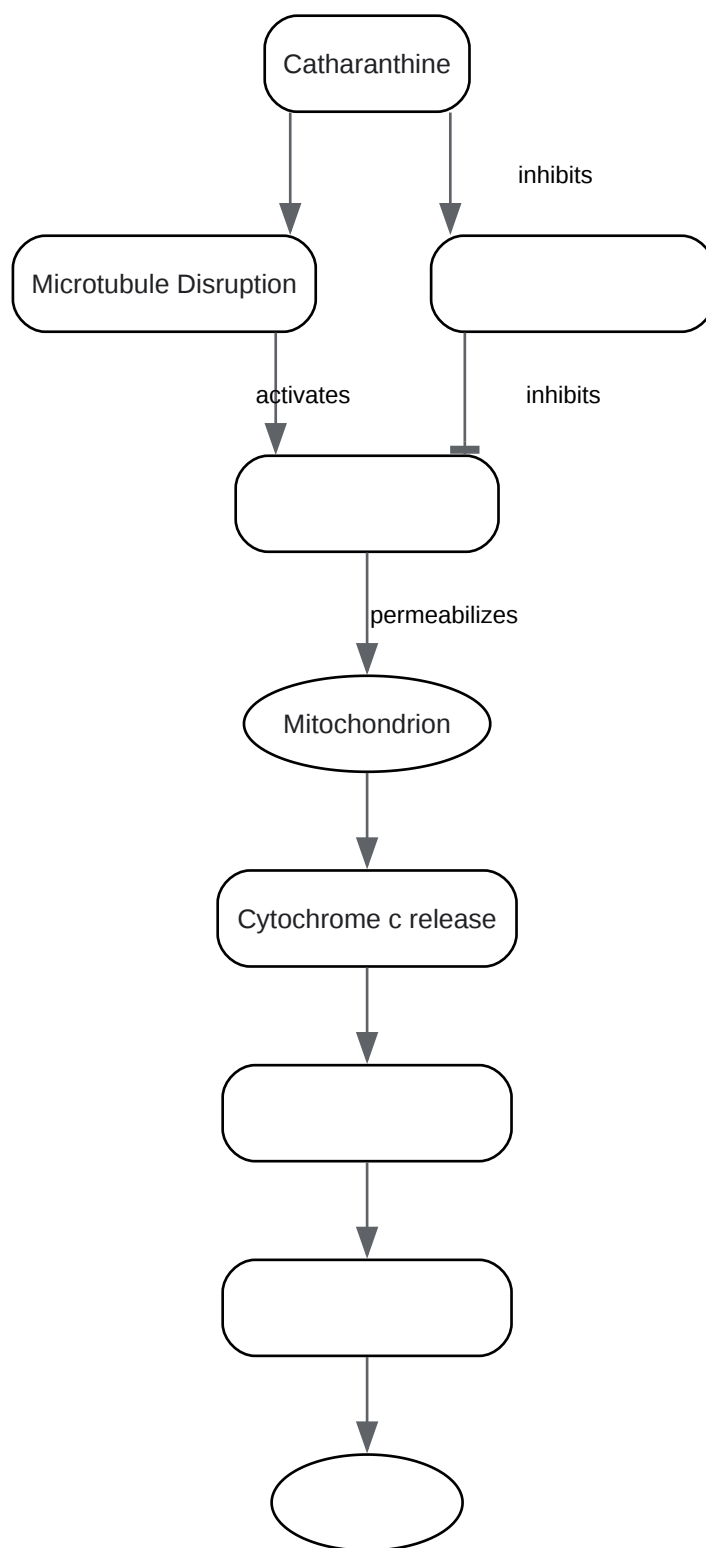 Catharanthine
inhibits
Microtubule Disruption
activates
inhibits
permeabilizes
Mitochondrion
Cytochrome c release